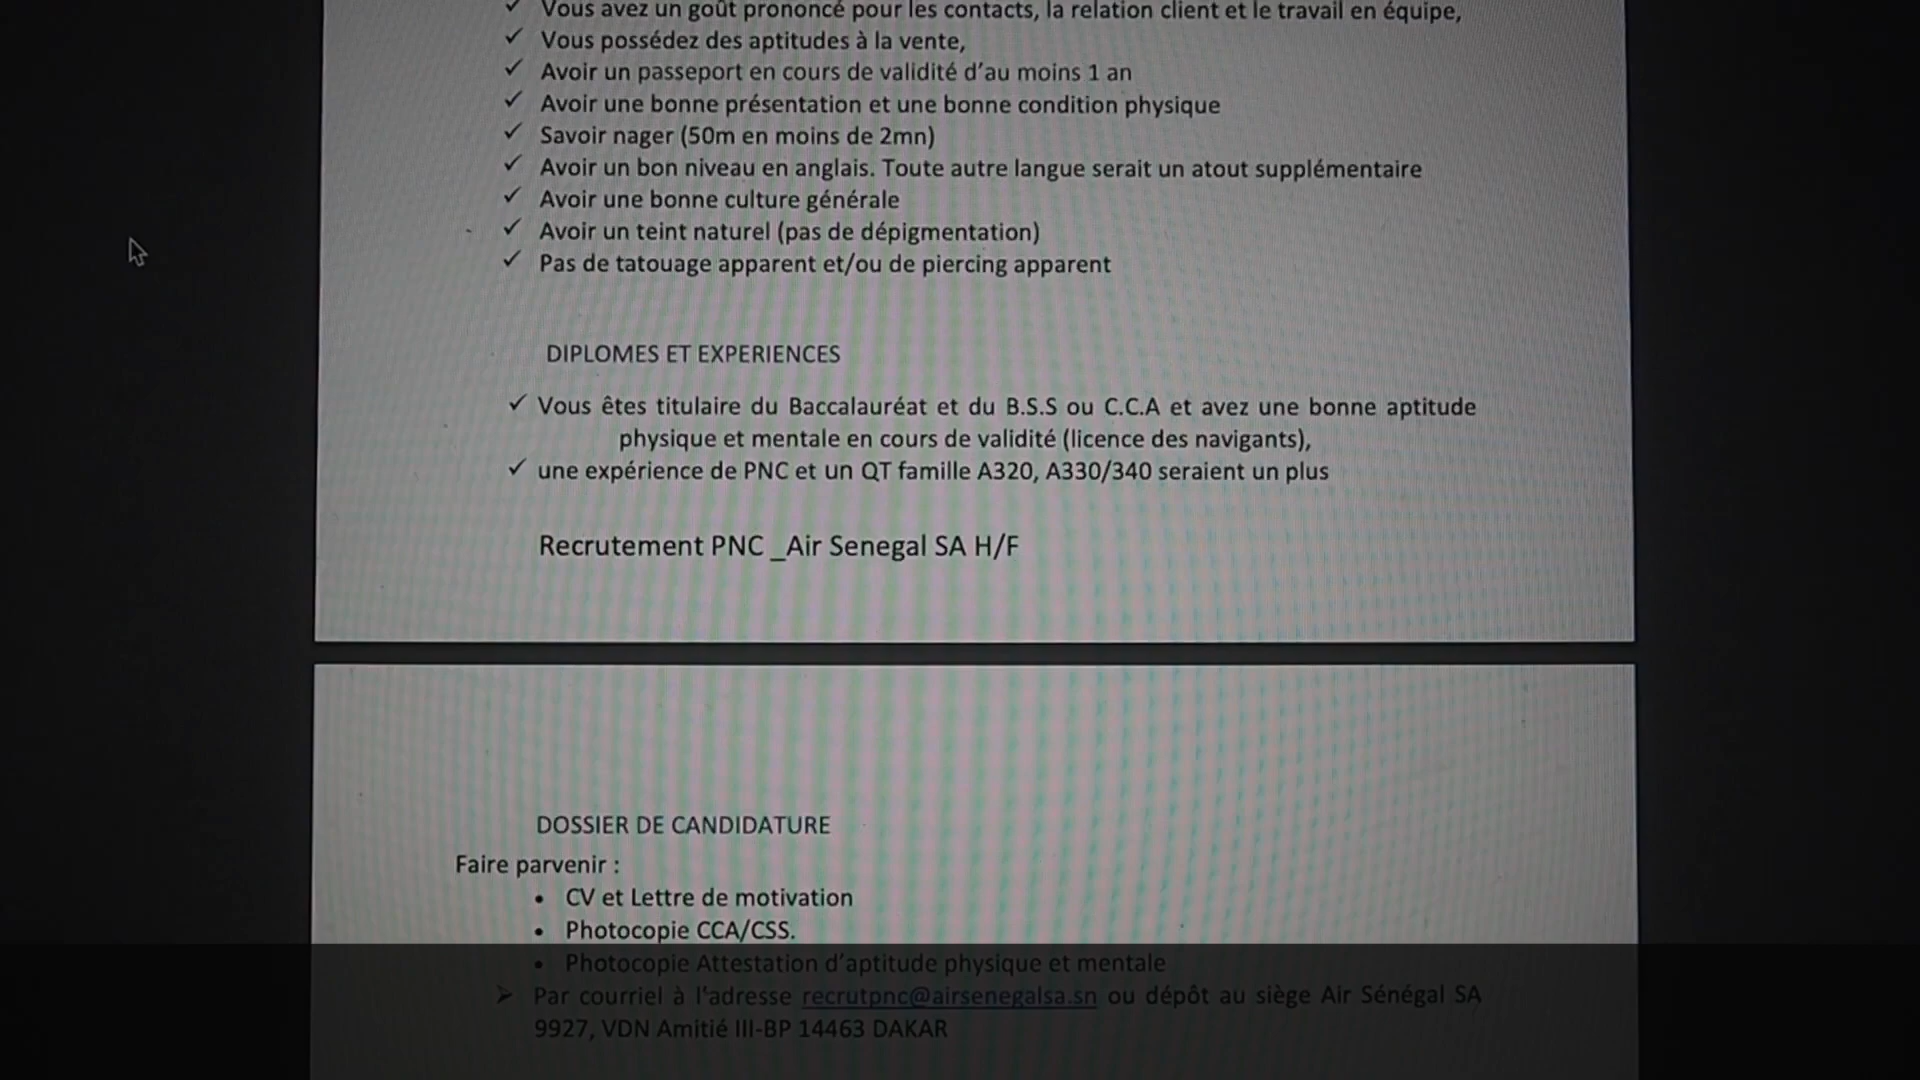 ✓ Vous avez un goût prononcé pour les contacts, la relation client et le travail en équipe,
✓ Vous possédez des aptitudes à la vente,
✓ Avoir un passeport en cours de validité d’au moins 1 an
✓ Avoir une bonne présentation et une bonne condition physique
✓ Savoir nager (50m en moins de 2mn)
✓ Avoir un bon niveau en anglais. Toute autre langue serait un atout supplémentaire
✓ Avoir une bonne culture générale
✓ Avoir un teint naturel (pas de dépigmentation)
✓ Pas de tatouage apparent et/ou de piercing apparent
DIPLOMES ET EXPERIENCES
✓ Vous êtes titulaire du Baccalauréat et du B.S.S ou C.C.A et avez une bonne aptitude
physique et mentale en cours de validité (licence des navigants),
✓ une expérience de PNC et un QT famille A320, A330/340 seraient un plus
Recrutement PNC _Air Senegal SA H/F
DOSSIER DE CANDIDATURE
Faire parvenir :
• CV et Lettre de motivation
• Photocopie CCA/CSS.
• Photocopie Attestation d’aptitude physique et mentale
➤ Par courriel à l’adresse recrutpnc@airsenegalsa.sn ou dépôt au siège Air Sénégal SA
9927, VDN Amitié III-BP 14463 DAKAR